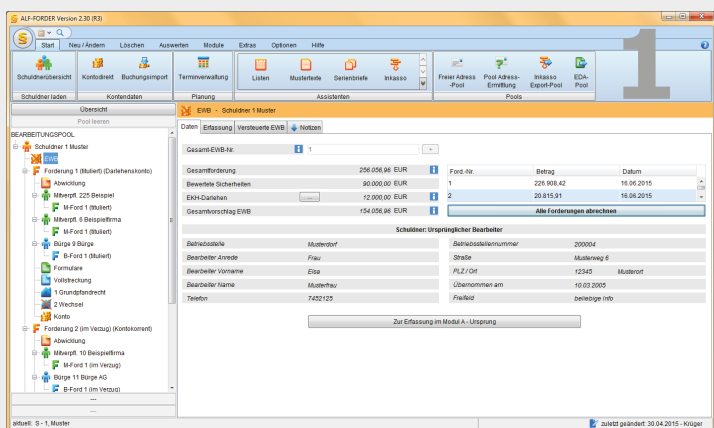 ALF-FORDER Version 2.30 (R3)
Start Neu / Ändern Löschen Auswerten Module Extras Optionen Hilfe
Schuldnerübersicht Kontodirekt Buchungsimport Terminverwaltung Listen Mustertexte Serienbriefe Inkasso Freier Adress-Pool Pool Adress-Ermittlung Inkasso Export-Pool EDA-Pool
Schuldner laden Kontendaten Planung Assistenten Pools
1
Übersicht
Pool leeren
BEARBEITUNGSPOOL
Schuldner 1 Muster
EWB
Forderung 1 (tituliert) (Darlehenskonto)
Abwicklung
Mitverpfl. 225 Beispiel
M-Ford 1 (tituliert)
Mitverpfl. 6 Beispielfirma
M-Ford 1 (tituliert)
Bürge 9 Bürge
B-Ford 1 (tituliert)
Formulare
Vollstreckung
1 Grundpfandrecht
2 Wechsel
Konto
Forderung 2 (im Verzug) (Kontokorrent)
Abwicklung
Mitverpfl. 10 Beispielfirma
M-Ford 1 (im Verzug)
Bürge 11 Bürge AG
B-Ford 1 (im Verzug)
---
---
EWB - Schuldner 1 Muster
Daten Erfassung Versteuerte EWB Notizen
Gesamt-EWB-Nr. 1 +
Gesamtforderung 256.056,96 EUR
Bewertete Sicherheiten 90.000,00 EUR
EKH-Darlehen ... 12.000,00 EUR
Gesamtvorschlag EWB 154.056,96 EUR
Ford.-Nr. Betrag Datum
1 226.908,42 16.06.2015
2 20.815,91 16.06.2015
Alle Forderungen abrechnen
Schuldner: Ursprünglicher Bearbeiter
Betriebsstelle Musterdorf Betriebsstellennummer 200004
Bearbeiter Anrede Frau Straße Musterweg 6
Bearbeiter Vorname Elsa PLZ / Ort 12345 Musterort
Bearbeiter Name Musterfrau Übernommen am 10.03.2005
Telefon 7452125 Freifeld beliebige Info
Zur Erfassung im Modul A - Ursprung
aktuell: S - 1, Muster
zuletzt geändert: 30.04.2015 - Krüger